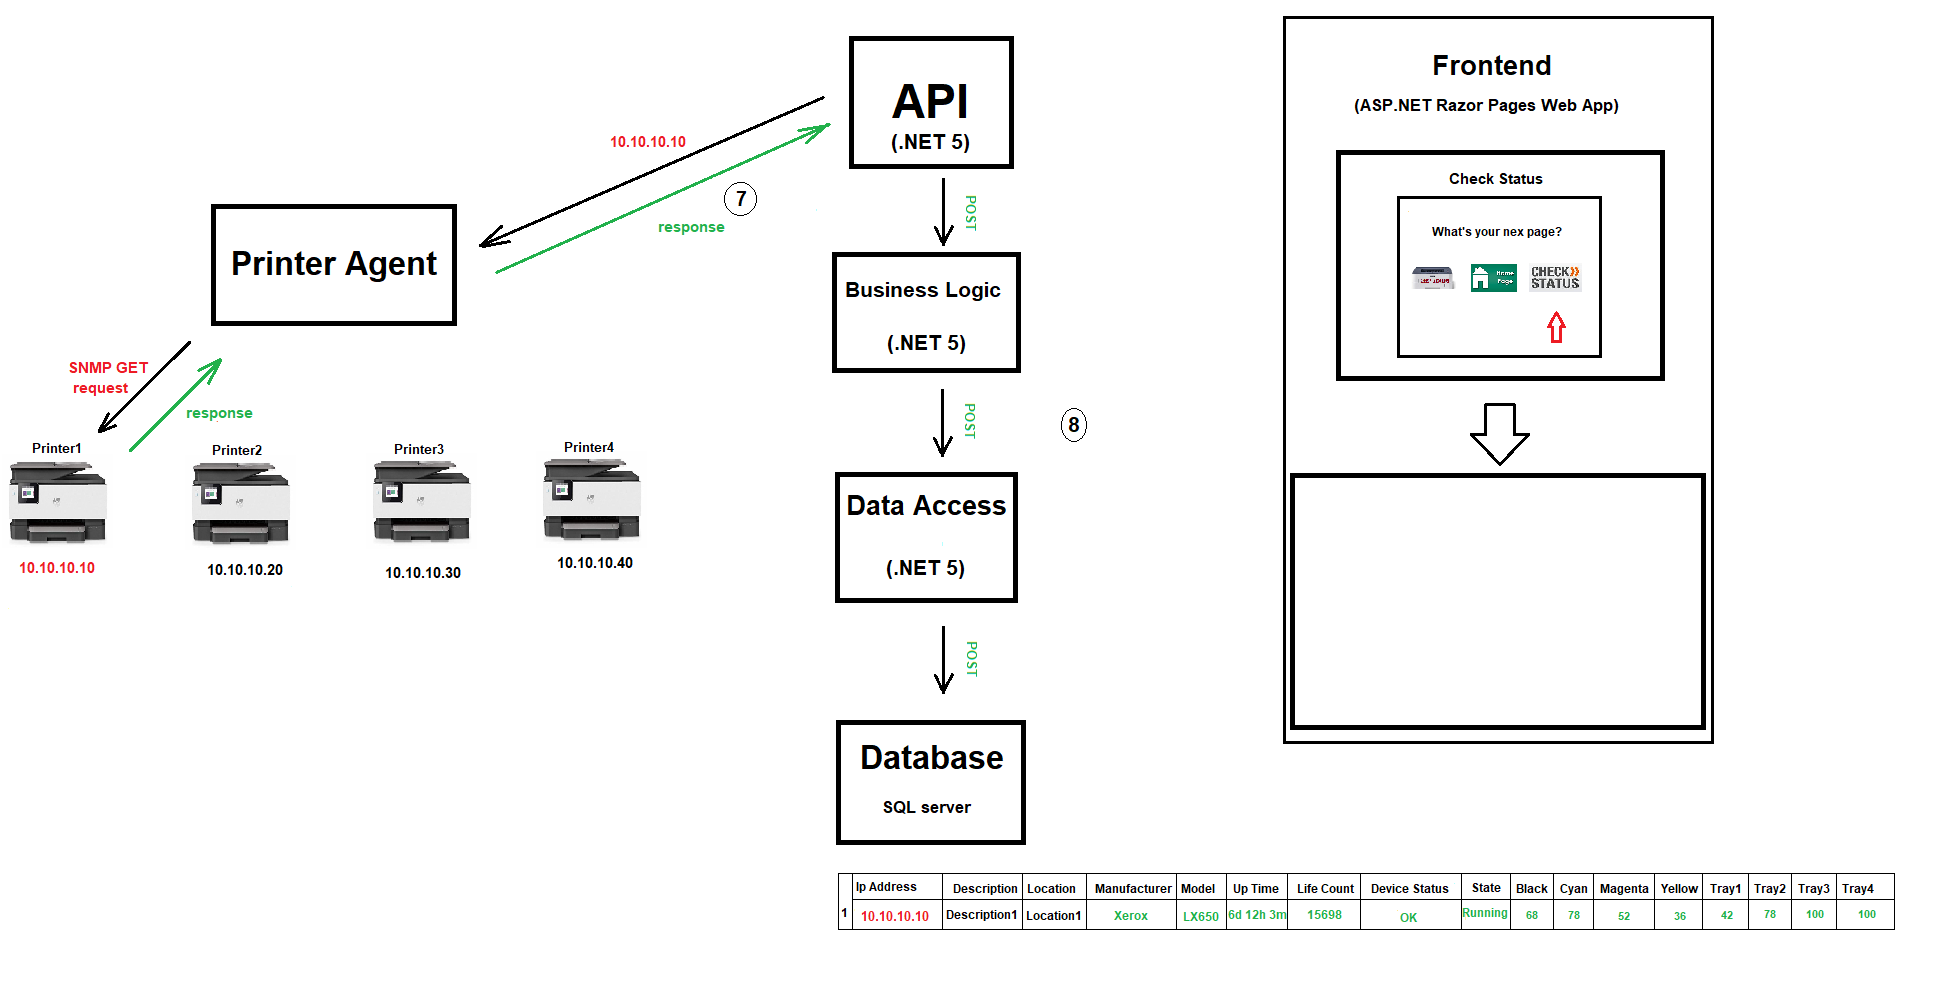 API
(.NET 5)
10.10.10.10
7
response
POST
Printer Agent
SNMP GET
request
response
Printer1
Printer2
Printer3
Printer4
10.10.10.10
10.10.10.20
10.10.10.30
10.10.10.40
Business Logic
(.NET 5)
POST
8
Data Access
(.NET 5)
POST
Database
SQL server
Frontend
(ASP.NET Razor Pages Web App)
Check Status
What's your nex page?
Home
Page
CHECK
STATUS
Ip Address Description Location Manufacturer Model Up Time Life Count Device Status State Black Cyan Magenta Yellow Tray1 Tray2 Tray3 Tray4
1 10.10.10.10 Description1 Location1 Xerox LX650 6d 12h 3m 15698 OK Running 68 78 52 36 42 78 100 100